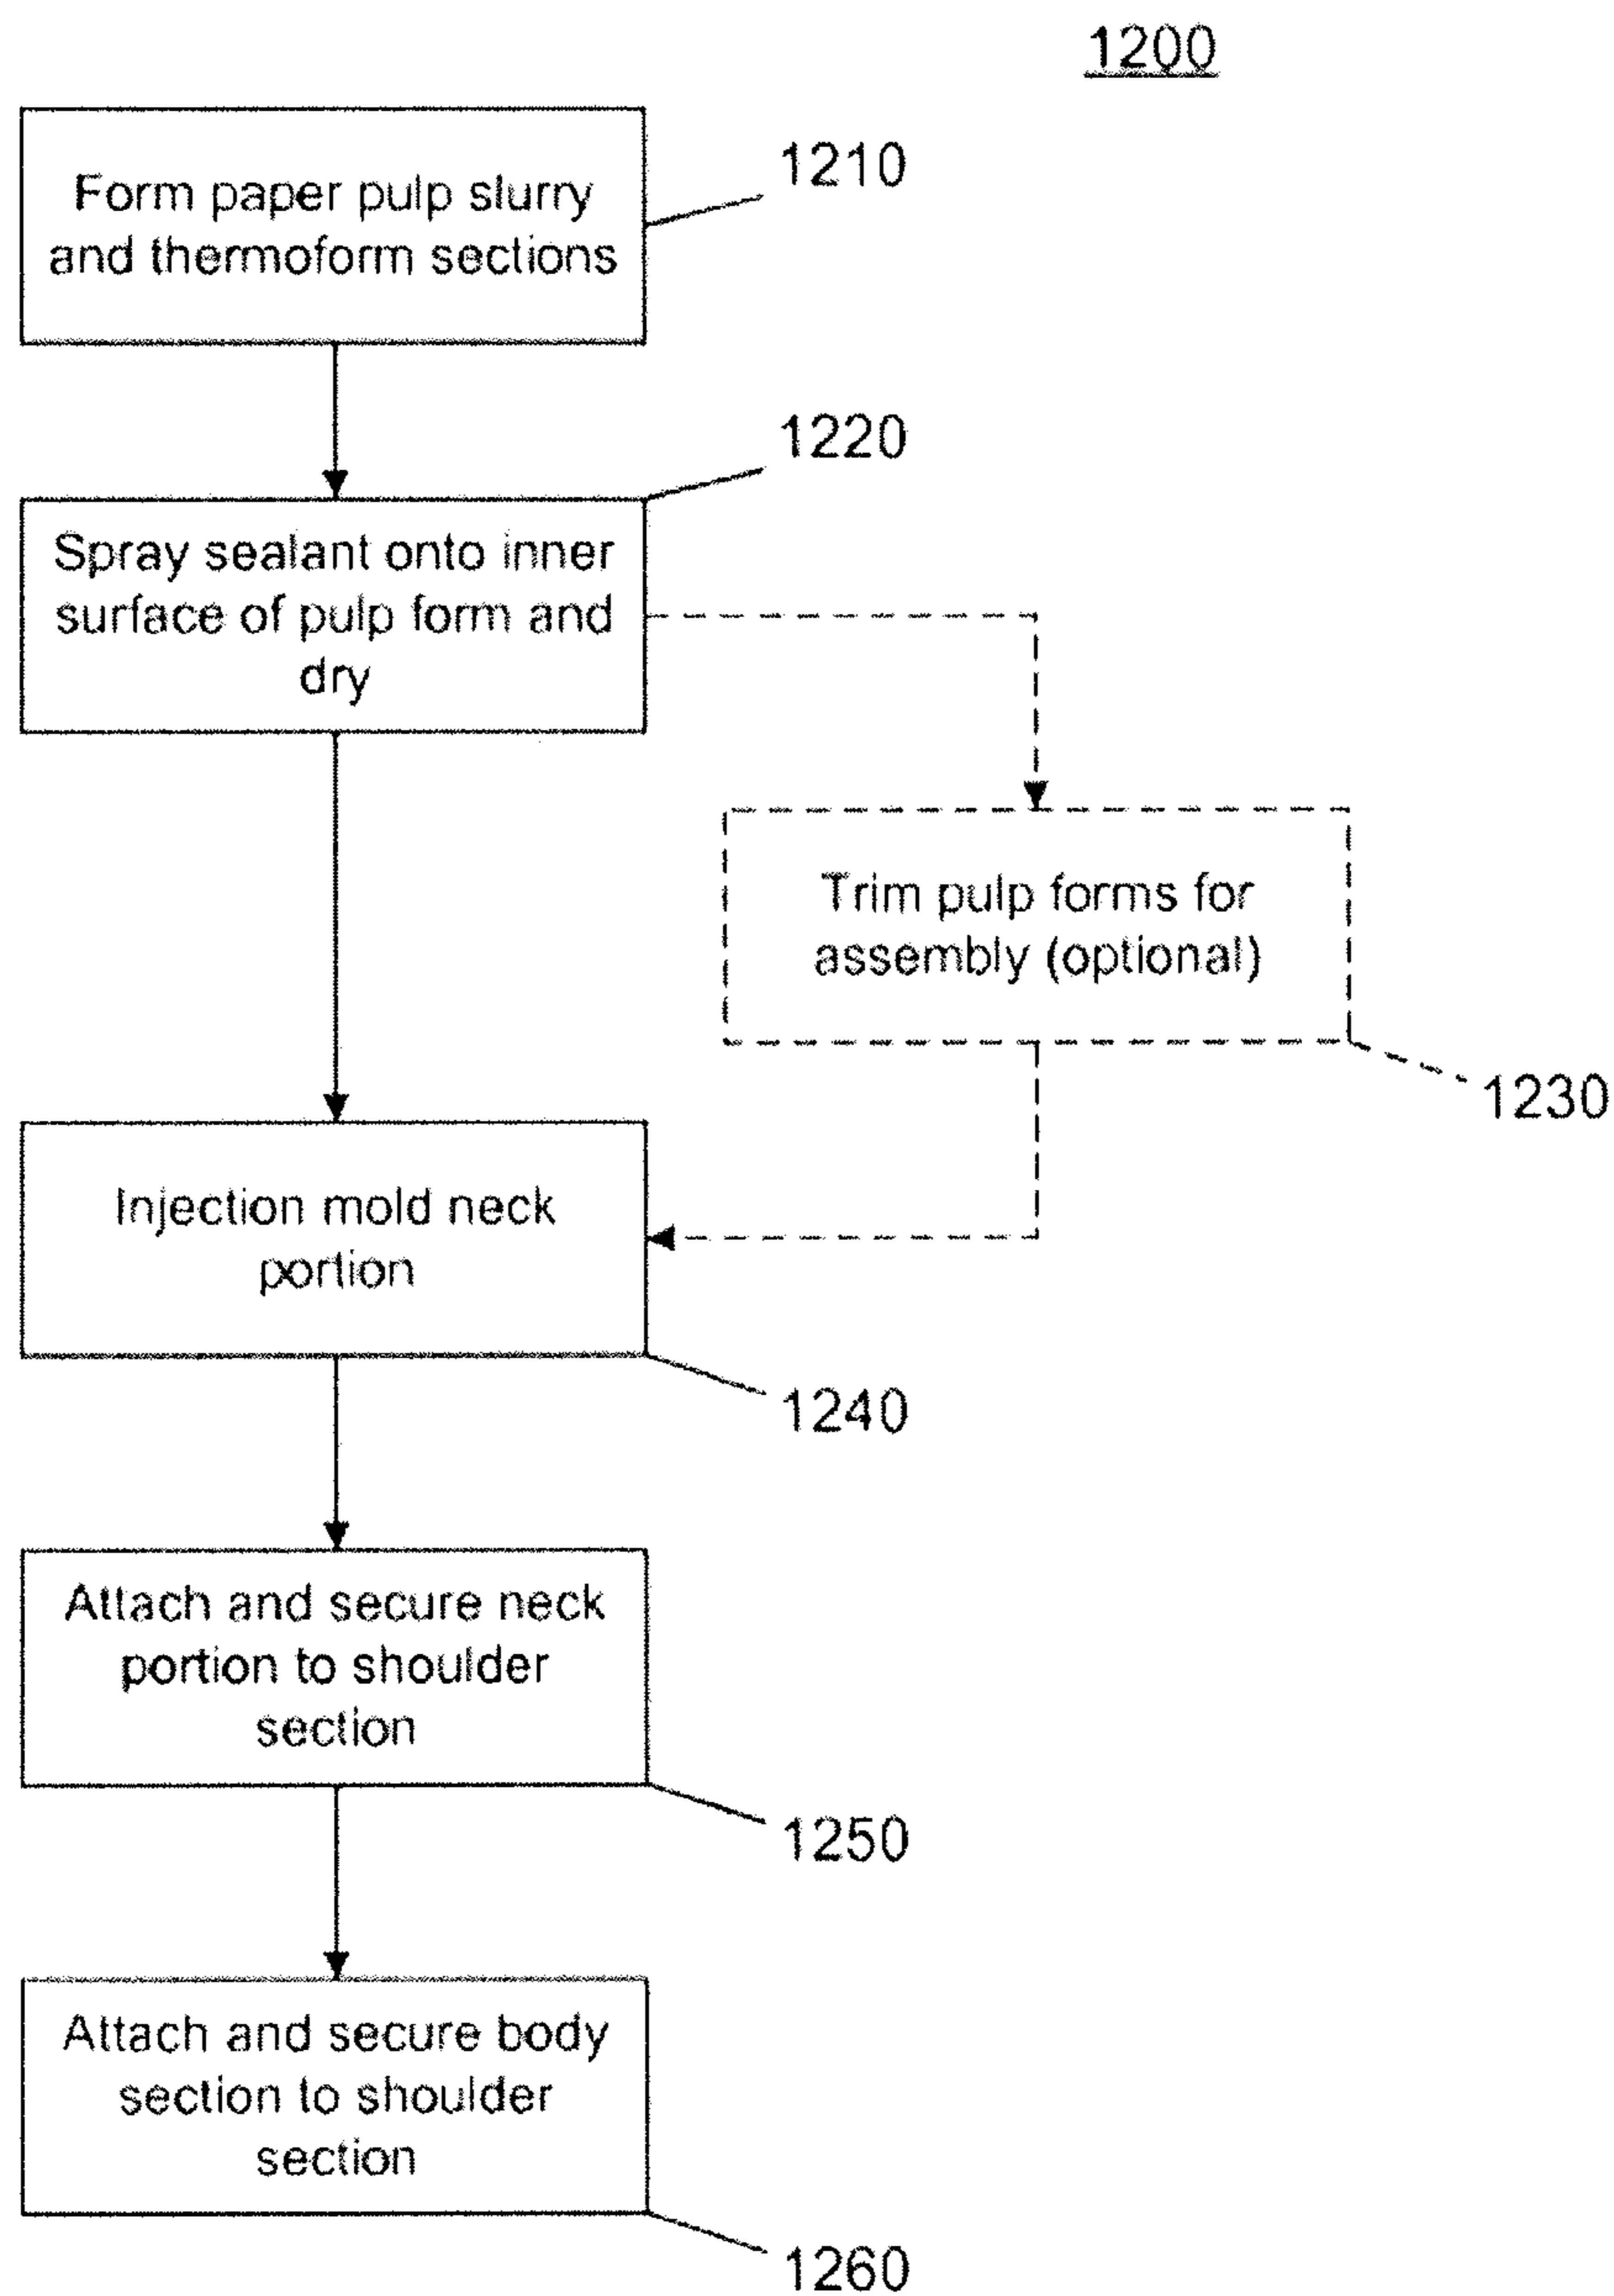 1200
Form paper pulp slurry
and thermoform sections
1210
1220
Spray sealant onto inner
surface of pulp form and
dry
Trim pulp forms for
assembly (optional)
1230
Injection mold neck
portion
1240
Attach and secure neck
portion to shoulder
section
1250
Attach and secure body
section to shoulder
section
1260